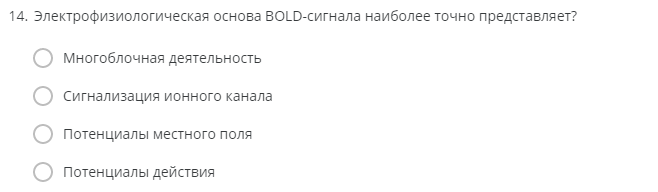 14. Электрофизиологическая основа BOLD-сигнала наиболее точно представляет?
Многоблочная деятельность
Сигнализация ионного канала
Потенциалы местного поля
Потенциалы действия